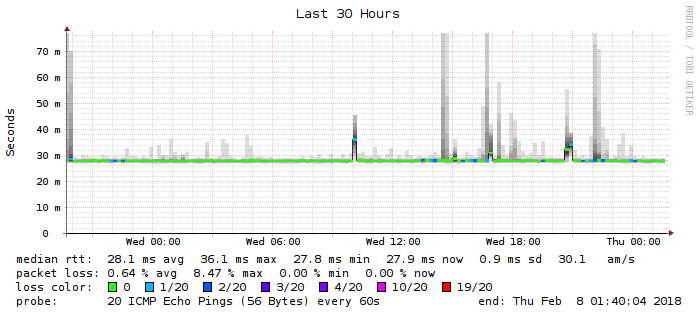 Last 30 Hours
RRDTOOL / TOBI OETIKER
Seconds
70 m
60 m
50 m
40 m
30 m
20 m
10 m
0
Wed 00:00 Wed 06:00 Wed 12:00 Wed 18:00 Thu 00:00
median rtt: 28.1 ms avg 36.1 ms max 27.8 ms min 27.9 ms now 0.9 ms sd 30.1 am/s
packet loss: 0.64 % avg 8.47 % max 0.00 % min 0.00 % now
loss color: 0 1/20 2/20 3/20 4/20 10/20 19/20
probe: 20 ICMP Echo Pings (56 Bytes) every 60s end: Thu Feb 8 01:40:04 2018